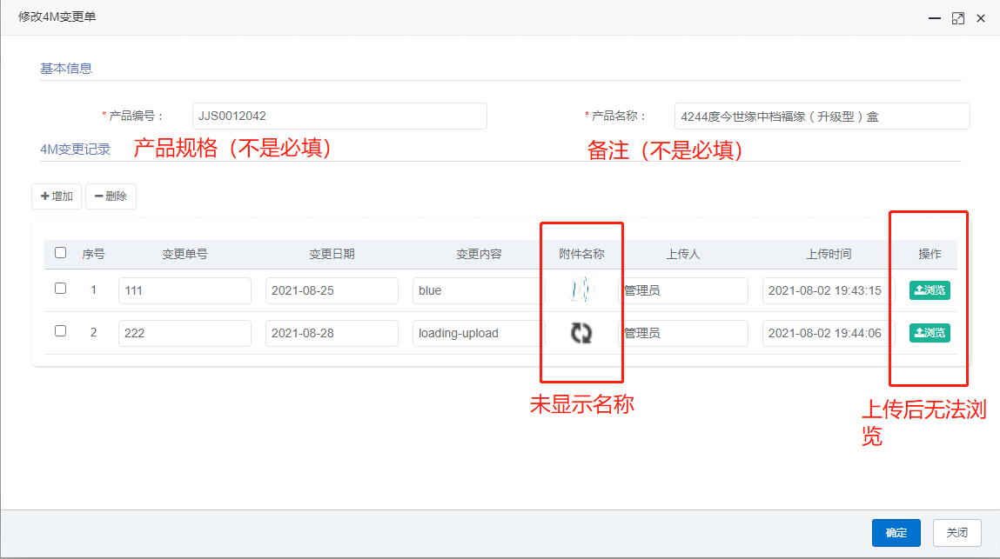 修改4M变更单
基本信息
* 产品编号： JJS0012042 * 产品名称： 4244度今世缘中档福缘（升级型）盒
4M变更记录 产品规格（不是必填） 备注（不是必填）
增加 删除
序号 变更单号 变更日期 变更内容 附件名称 上传人 上传时间 操作
1 111 2021-08-25 blue 管理员 2021-08-02 19:43:15 浏览
2 222 2021-08-28 loading-upload 管理员 2021-08-02 19:44:06 浏览
未显示名称
上传后无法浏
览
确定 关闭